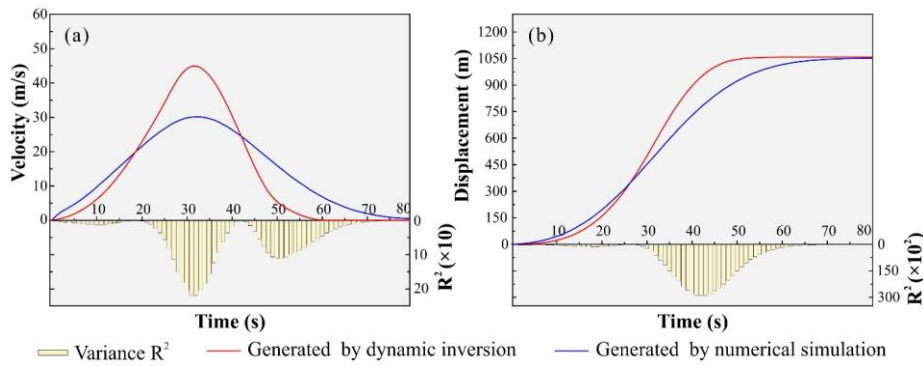 (a)
60
50
40
30
20
10
0
Velocity (m/s)
10 20 30 40 50 60 70 80
0
10
20
R² (×10)
Time (s)
(b)
1050
900
750
600
450
300
150
0
Displacement (m)
10 20 30 40 50 60 70 80
0
150
300
R² (×10²)
Time (s)
Variance R² Generated by dynamic inversion Generated by numerical simulation